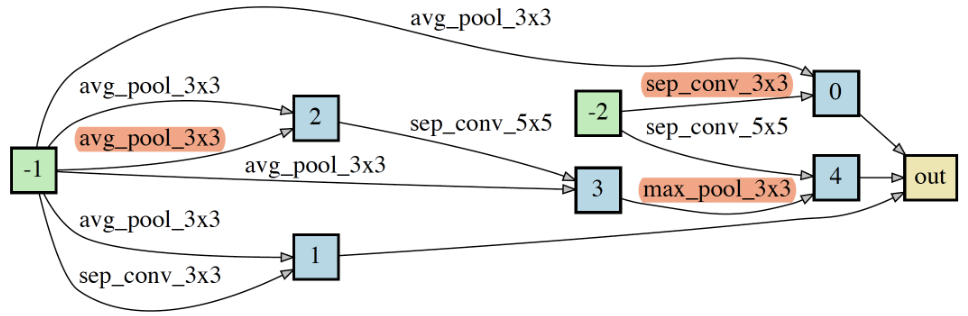 avg_pool_3x3
avg_pool_3x3
sep_conv_3x3
0
-2
2
avg_pool_3x3
sep_conv_5x5
sep_conv_5x5
avg_pool_3x3
-1
3
max_pool_3x3
4
out
avg_pool_3x3
1
sep_conv_3x3